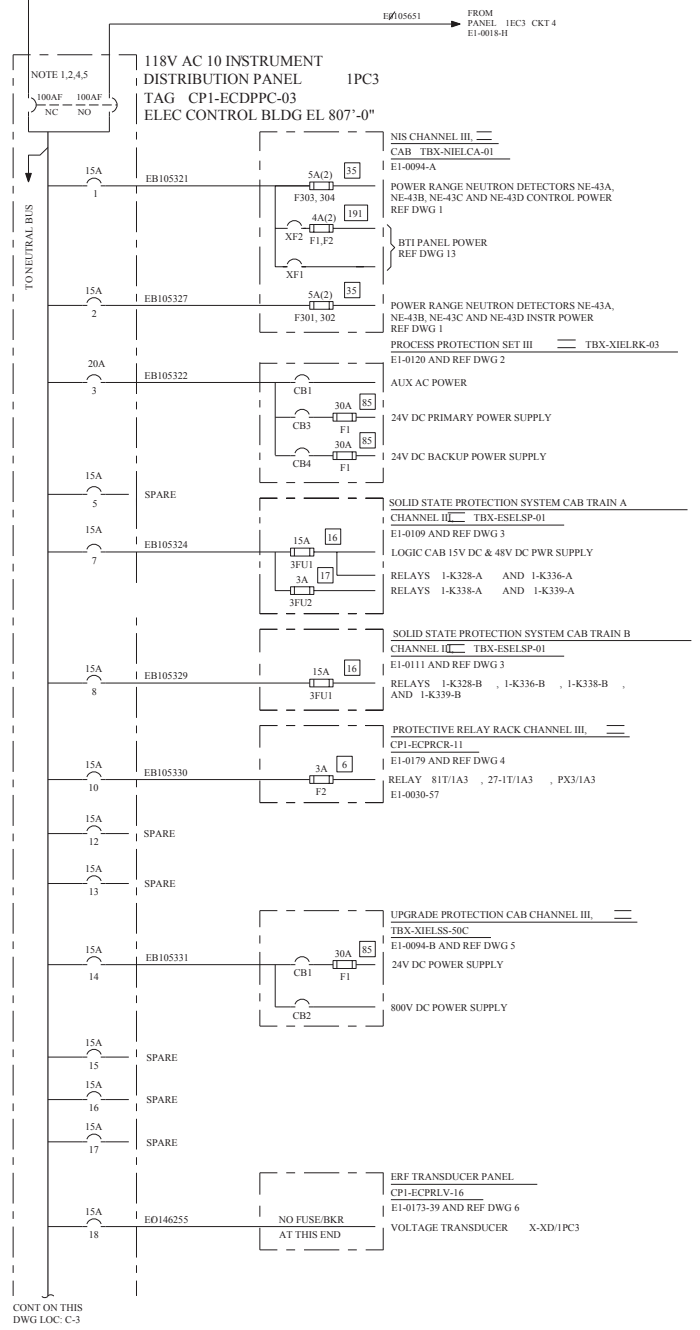 EØ105651
FROM
PANEL 1EC3 CKT 4
E1-0018-H
118V AC 10 INSTRUMENT
DISTRIBUTION PANEL 1PC3
TAG CP1-ECDPPC-03
ELEC CONTROL BLDG EL 807'-0"
NOTE 1,2,4,5
100AF 100AF
NC NO
TO NEUTRAL BUS
NIS CHANNEL III,
CAB TBX-NIELCA-01
E1-0094-A
15A
1
EB105321
5A(2)
35
F303, 304
POWER RANGE NEUTRON DETECTORS NE-43A,
NE-43B, NE-43C AND NE-43D CONTROL POWER
REF DWG 1
4A(2)
191
XF2
F1,F2
XF1
BTI PANEL POWER
REF DWG 13
15A
2
EB105327
5A(2)
35
F301, 302
POWER RANGE NEUTRON DETECTORS NE-43A,
NE-43B, NE-43C AND NE-43D INSTR POWER
REF DWG 1
PROCESS PROTECTION SET III TBX-XIELRK-03
E1-0120 AND REF DWG 2
20A
3
EB105322
CB1
AUX AC POWER
30A
85
CB3
F1
24V DC PRIMARY POWER SUPPLY
30A
85
CB4
F1
24V DC BACKUP POWER SUPPLY
15A
5
SPARE
SOLID STATE PROTECTION SYSTEM CAB TRAIN A
CHANNEL II, TBX-ESELSP-01
E1-0109 AND REF DWG 3
15A
7
EB105324
15A
16
3FU1
LOGIC CAB 15V DC & 48V DC PWR SUPPLY
3A
17
3FU2
RELAYS 1-K328-A AND 1-K336-A
RELAYS 1-K338-A AND 1-K339-A
SOLID STATE PROTECTION SYSTEM CAB TRAIN B
CHANNEL II, TBX-ESELSP-01
E1-0111 AND REF DWG 3
15A
8
EB105329
15A
16
3FU1
RELAYS 1-K328-B , 1-K336-B , 1-K338-B ,
AND 1-K339-B
PROTECTIVE RELAY RACK CHANNEL III,
CP1-ECPRCR-11
E1-0179 AND REF DWG 4
15A
10
EB105330
3A
6
F2
RELAY 81T/1A3 , 27-1T/1A3 , PX3/1A3
E1-0030-57
15A
12
SPARE
15A
13
SPARE
UPGRADE PROTECTION CAB CHANNEL III,
TBX-XIELSS-50C
E1-0094-B AND REF DWG 5
15A
14
EB105331
CB1
30A
85
F1
24V DC POWER SUPPLY
CB2
800V DC POWER SUPPLY
15A
15
SPARE
15A
16
SPARE
15A
17
SPARE
ERF TRANSDUCER PANEL
CP1-ECPRLV-16
E1-0173-39 AND REF DWG 6
15A
18
EØ146255
NO FUSE/BKR
AT THIS END
VOLTAGE TRANSDUCER X-XD/1PC3
CONT ON THIS
DWG LOC: C-3